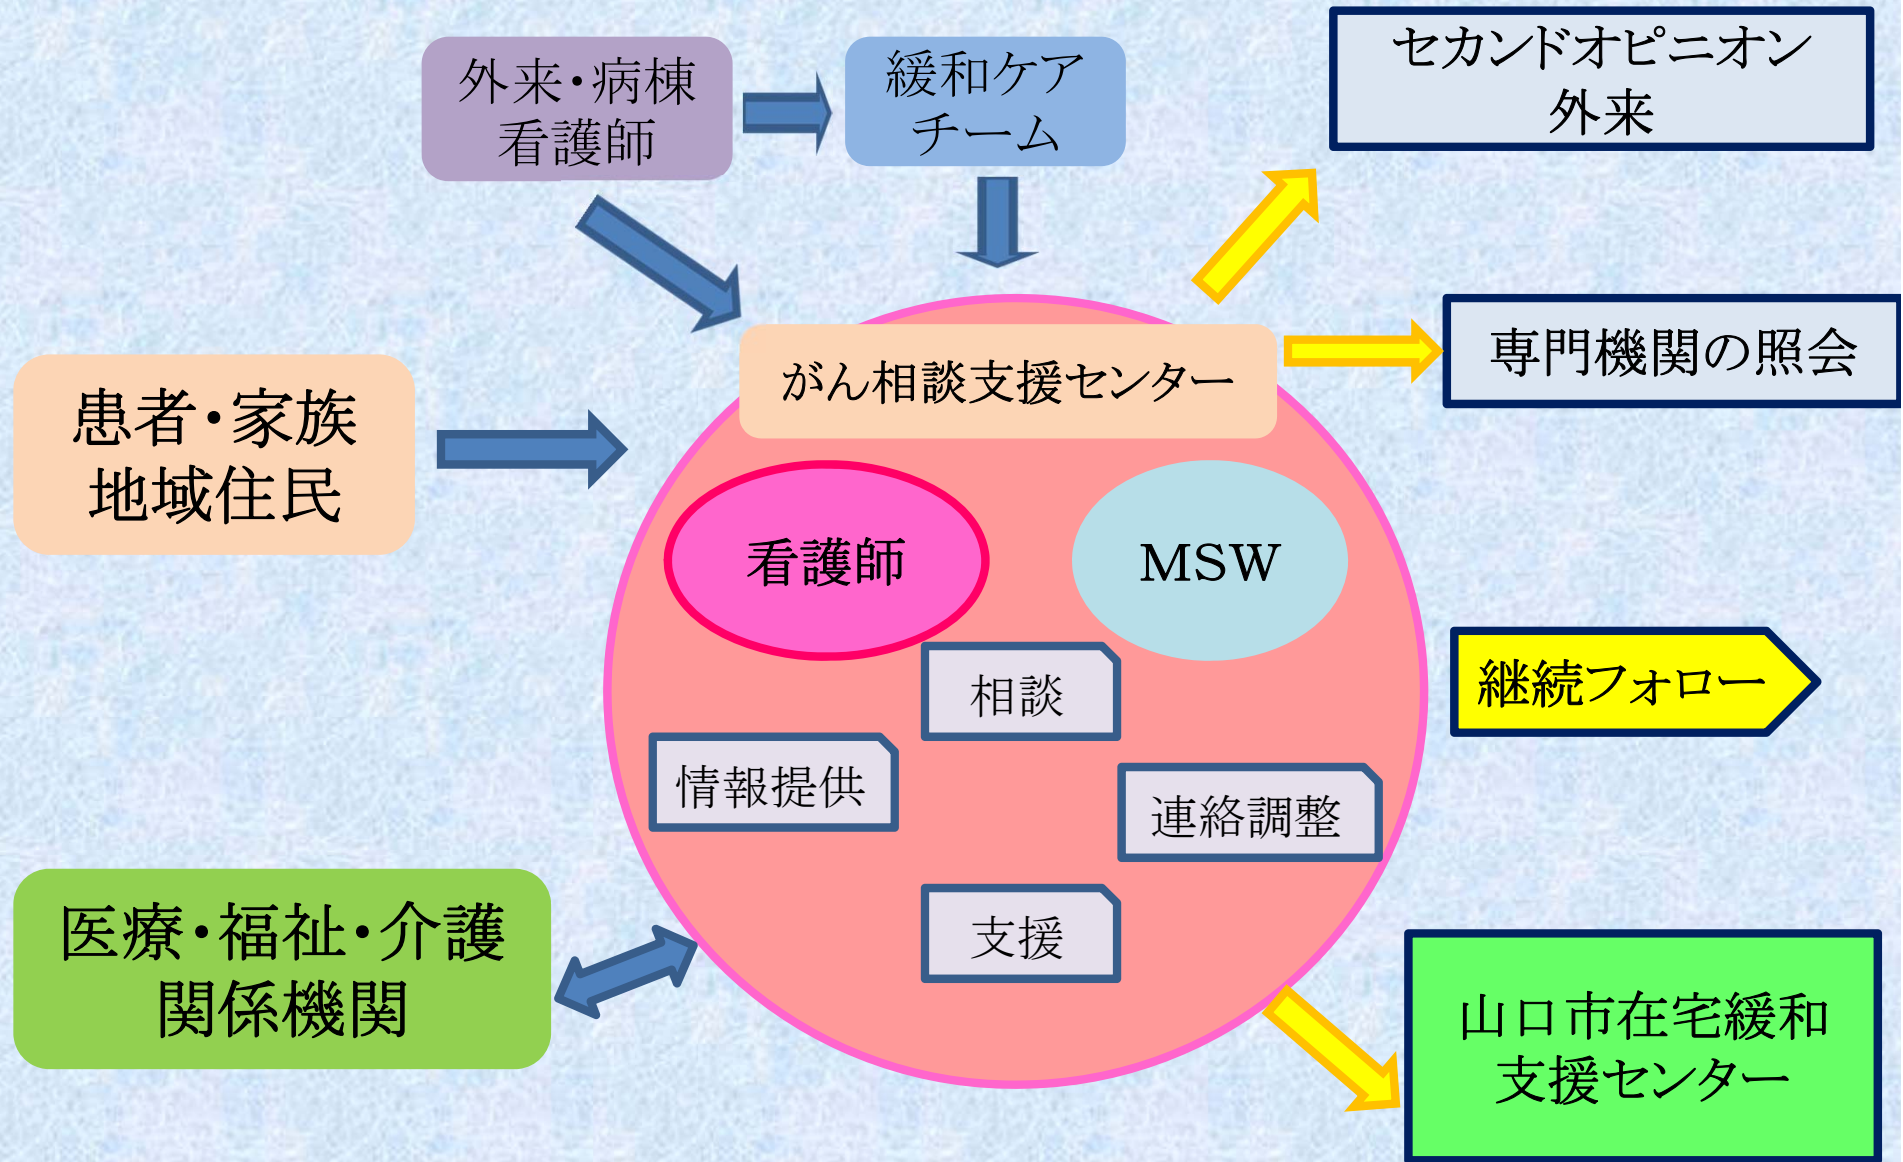 外来・病棟
看護師
緩和ケア
チーム
セカンドオピニオン
外来
専門機関の照会
がん相談支援センター
患者・家族
地域住民
看護師
MSW
相談
継続フォロー
情報提供
連絡調整
支援
医療・福祉・介護
関係機関
山口市在宅緩和
支援センター